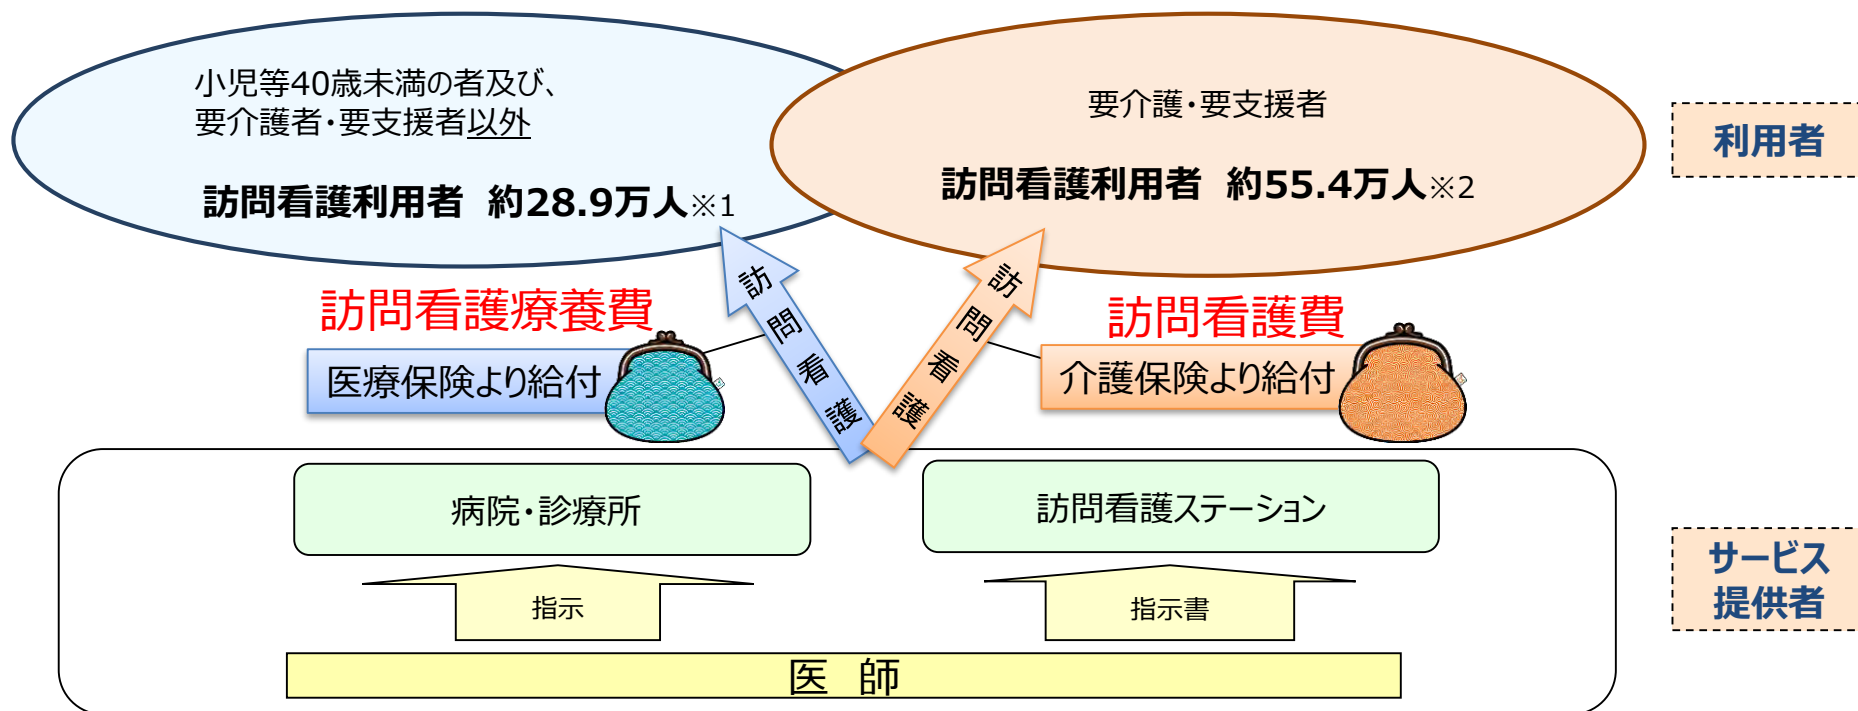 小児等40歳未満の者及び、
要介護者・要支援者以外
訪問看護利用者 約28.9万人※1
要介護・要支援者
訪問看護利用者 約55.4万人※2
利用者
訪問看護療養費
医療保険より給付
訪問看護
訪問看護
訪問看護費
介護保険より給付
病院・診療所
訪問看護ステーション
指示
指示書
医 師
サービス
提供者